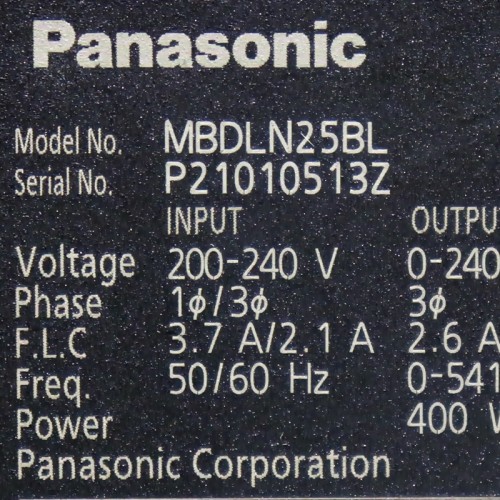 Panasonic
Model No. MBDLN25BL
Serial No. P21010513Z
INPUT OUTPU
Voltage 200-240 V 0-240
Phase 1ϕ/3ϕ 3ϕ
F.L.C 3.7 A/2.1 A 2.6 A
Freq. 50/60 Hz 0-541
Power 400 W
Panasonic Corporation